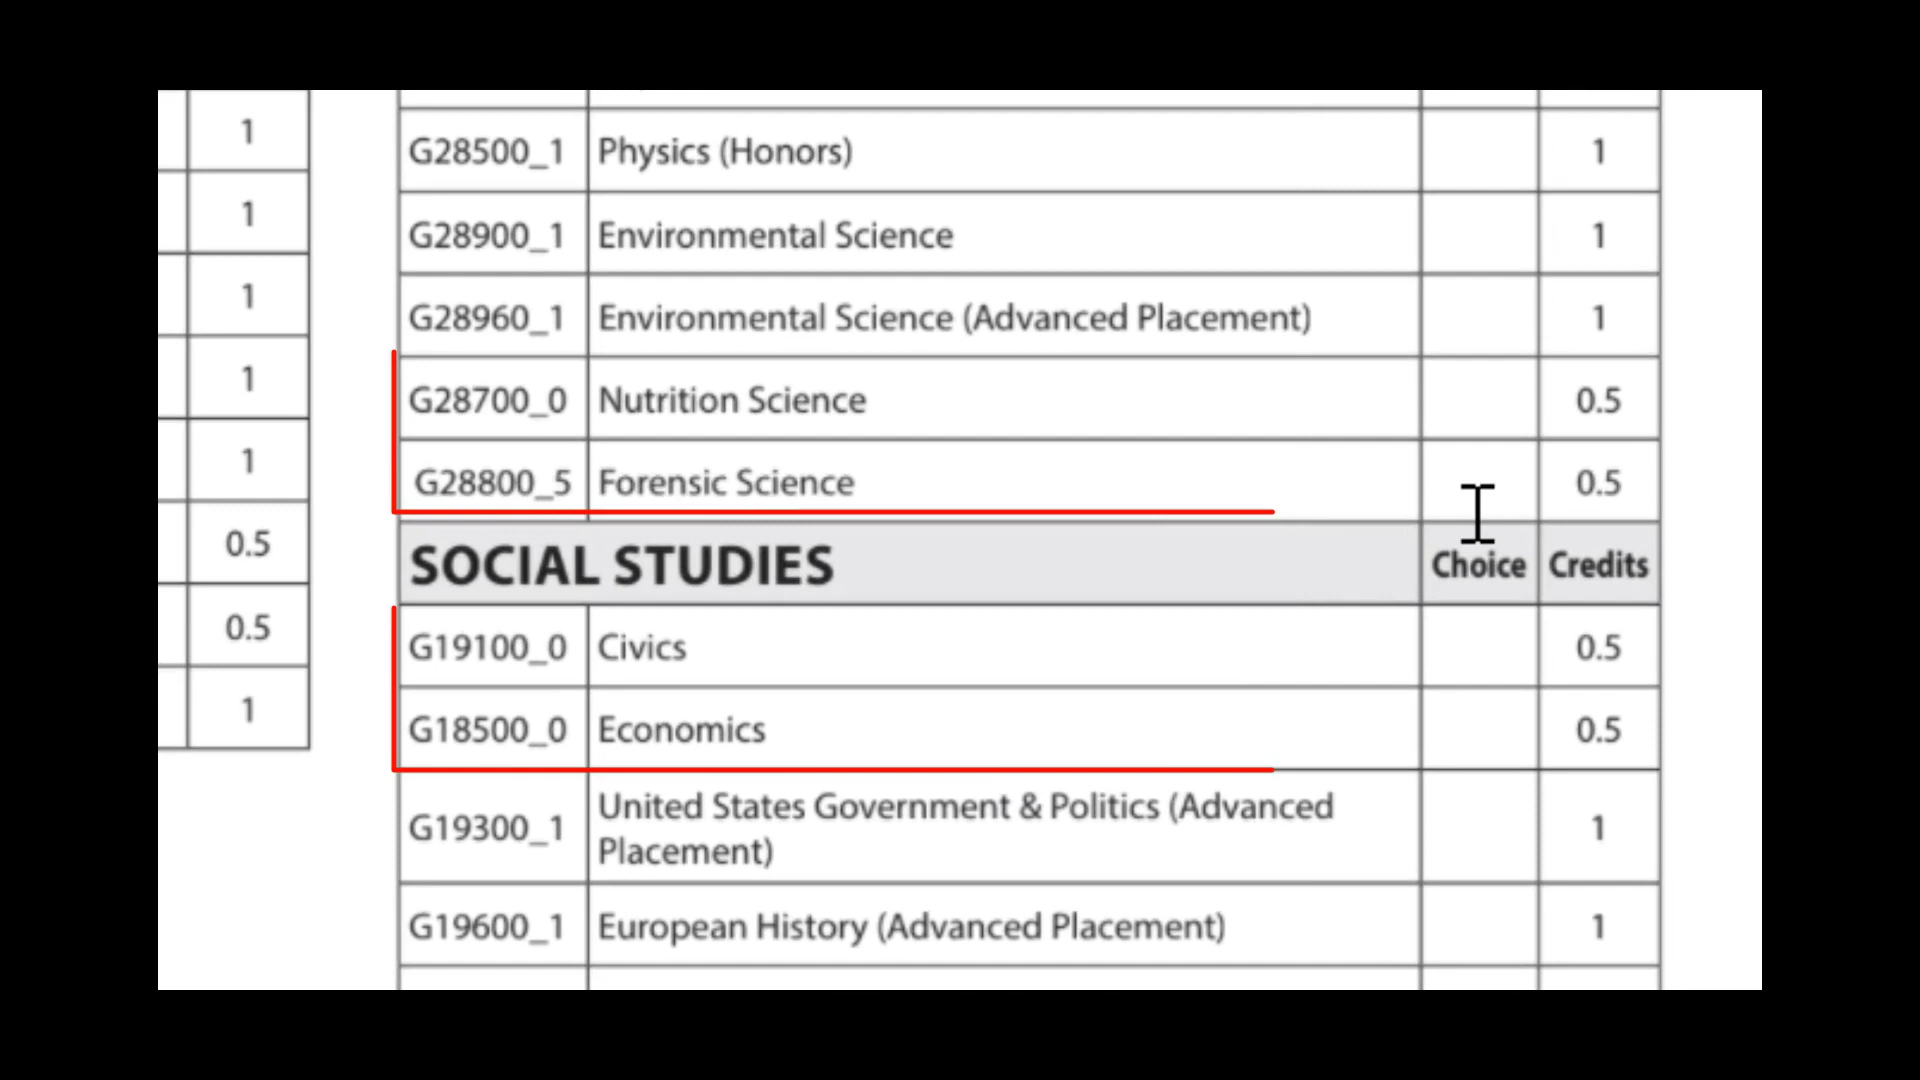 1
1
1
1
1
0.5
0.5
1
G28500_1 Physics (Honors) 1
G28900_1 Environmental Science 1
G28960_1 Environmental Science (Advanced Placement) 1
G28700_0 Nutrition Science 0.5
G28800_5 Forensic Science 0.5
SOCIAL STUDIES Choice Credits
G19100_0 Civics 0.5
G18500_0 Economics 0.5
G19300_1 United States Government & Politics (Advanced
Placement) 1
G19600_1 European History (Advanced Placement) 1